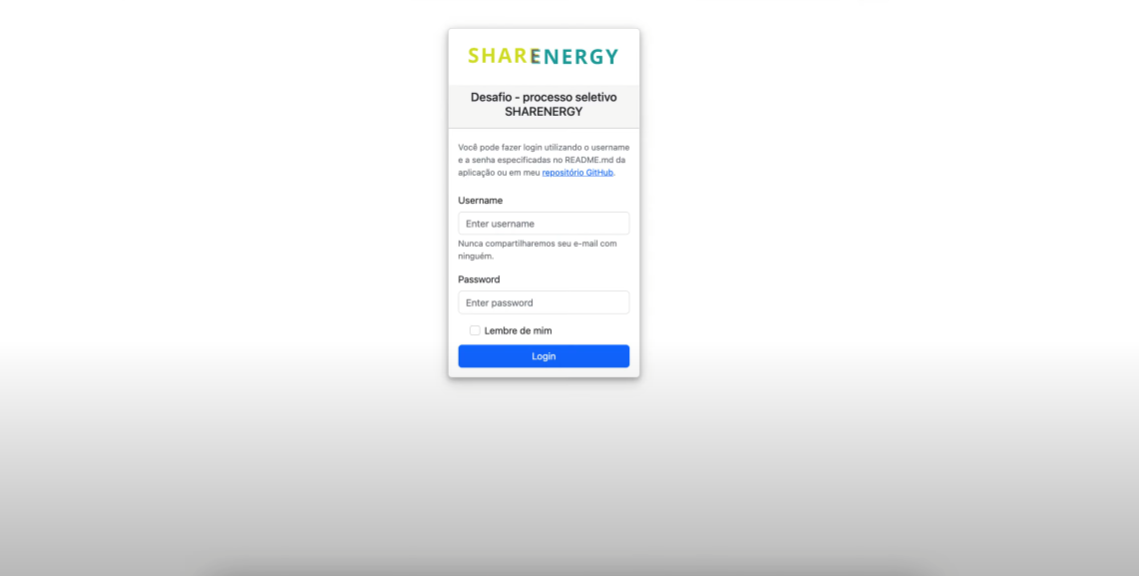 SHARENERGY
Desafio - processo seletivo
SHARENERGY
Você pode fazer login utilizando o username
e a senha especificadas no README.md da
aplicação ou em meu repositório GitHub.
Username
Enter username
Nunca compartilharemos seu e-mail com
ninguém.
Password
Enter password
Lembre de mim
Login